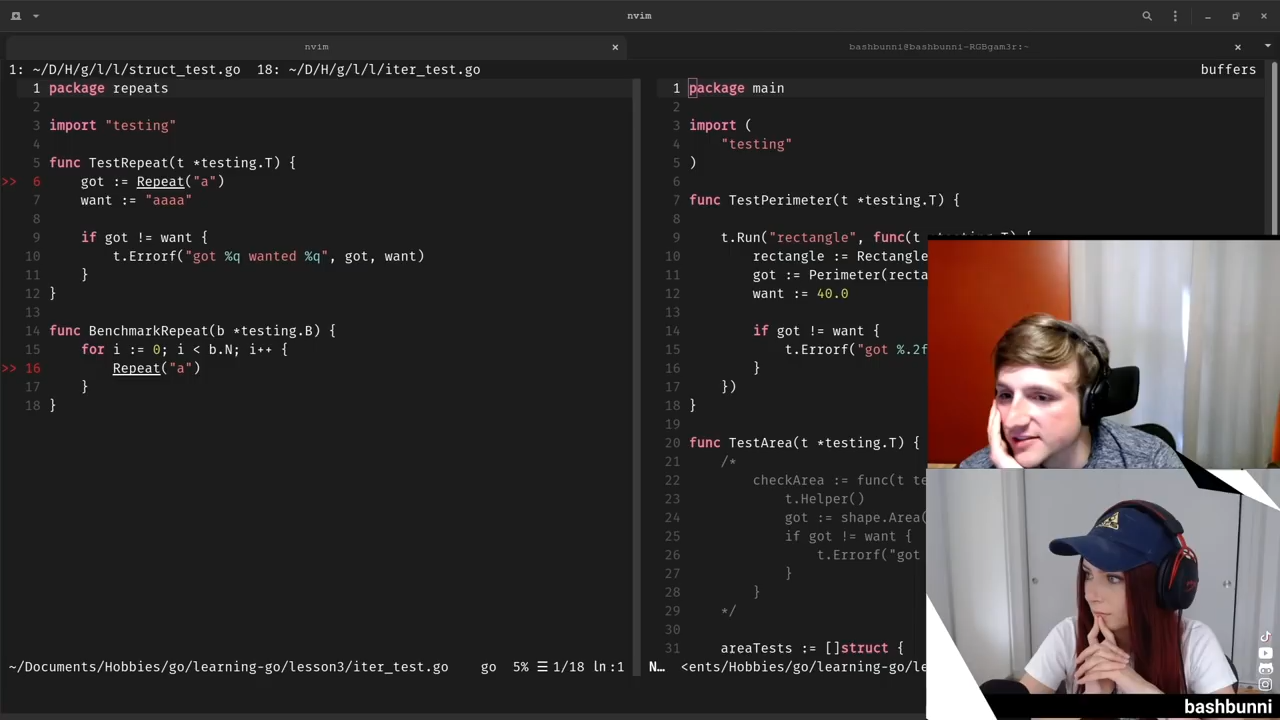 nvim
nvim
bashbunni@bashbunni-RGBgam3r:~
1: ~/D/H/g/l/l/struct_test.go 18: ~/D/H/g/l/l/iter_test.go
buffers
1 package repeats
2
3 import "testing"
4
5 func TestRepeat(t *testing.T) {
>> 6 got := Repeat("a")
7 want := "aaaa"
8
9 if got != want {
10 t.Errorf("got %q wanted %q", got, want)
11 }
12 }
13
14 func BenchmarkRepeat(b *testing.B) {
15 for i := 0; i < b.N; i++ {
>> 16 Repeat("a")
17 }
18 }
~/Documents/Hobbies/go/learning-go/lesson3/iter_test.go go 5% ☰ 1/18 ln:1
1 package main
2
3 import (
4 "testing"
5 )
6
7 func TestPerimeter(t *testing.T) {
8
9 t.Run("rectangle", func(t *testing.T) {
10 rectangle := Rectangle
11 got := Perimeter(recta
12 want := 40.0
13
14 if got != want {
15 t.Errorf("got %.2f
16 }
17 })
18 }
19
20 func TestArea(t *testing.T) {
21 /*
22 checkArea := func(t te
23 t.Helper()
24 got := shape.Area(
25 if got != want {
26 t.Errorf("got
27 }
28 }
29 */
30
31 areaTests := []struct {
N… <ents/Hobbies/go/learning-go/le
bashbunni